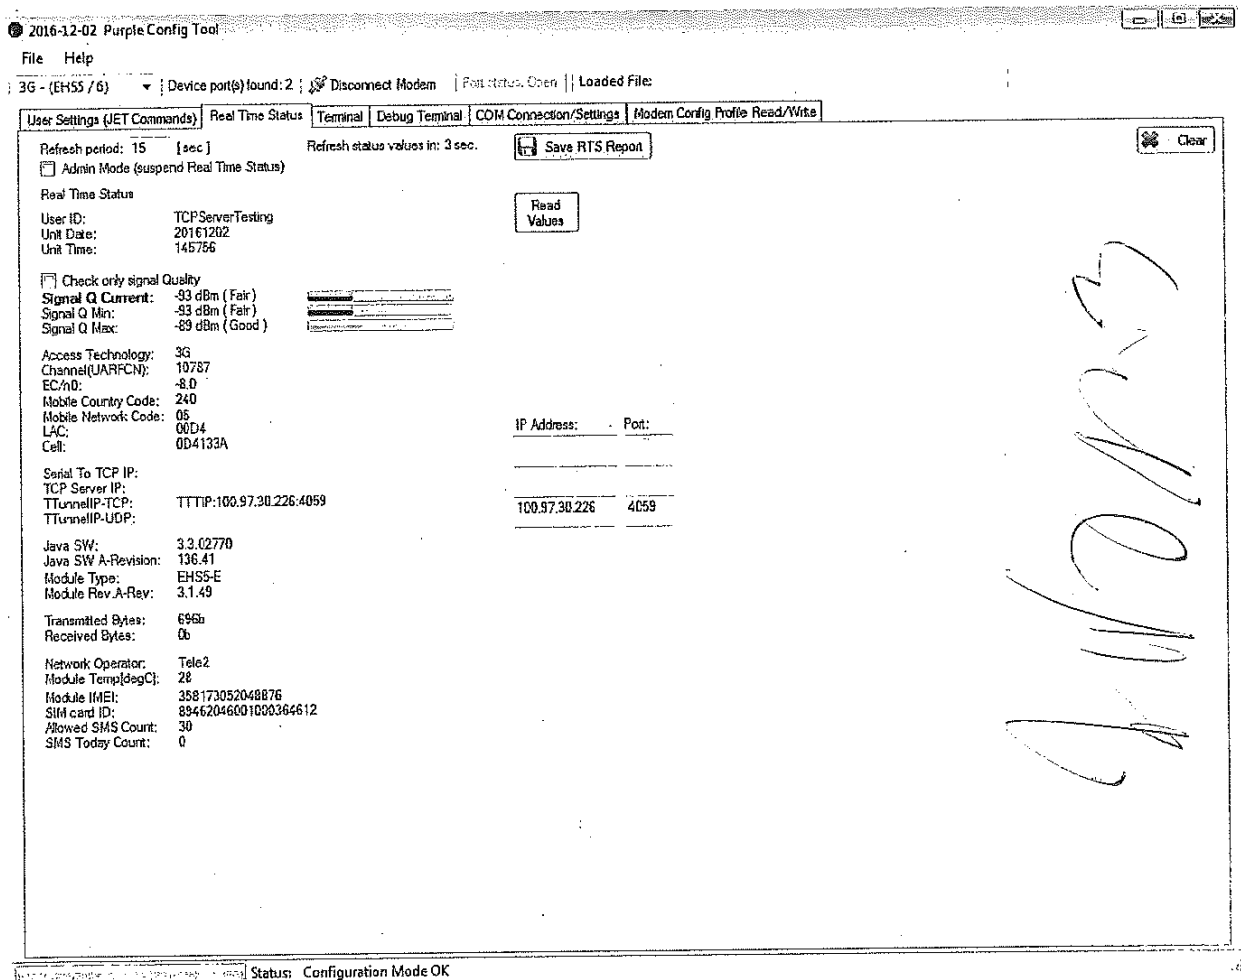 2016-12-02 Purple Config Tool
File Help
3G - (EHS5 / 6) Device port(s) found: 2 Disconnect Modem Port status: Open Loaded File:
User Settings (JET Commands) Real Time Status Terminal Debug Terminal COM Connection/Settings Modem Config Profile Read/Write
Refresh period: 15 [sec] Refresh status values in: 3 sec. Save RTS Report Clear
Admin Mode (suspend Real Time Status)
Real Time Status
Read
Values
User ID: TCPServerTesting
Unit Date: 20161202
Unit Time: 145756
Check only signal Quality
Signal Q Current: -93 dBm ( Fair )
Signal Q Min: -93 dBm ( Fair )
Signal Q Max: -89 dBm ( Good )
Access Technology: 3G
Channel(UARFCN): 10787
EC/n0: -8.0
Mobile Country Code: 240
Mobile Network Code: 05
LAC: 00D4
Cell: 0D4133A
IP Address: Port:
Serial To TCP IP:
TCP Server IP:
TTunnelIP-TCP: TTTIP:100.97.30.226:4059 100.97.30.226 4059
TTunnelIP-UDP:
Java SW: 3.3.02770
Java SW A-Revision: 136.41
Module Type: EHS5-E
Module Rev.A-Rev: 3.1.49
Transmitted Bytes: 696b
Received Bytes: 0b
Network Operator: Tele2
Module Temp[degC]: 28
Module IMEI: 358173052048876
SIM card ID: 89462046001000364612
Allowed SMS Count: 30
SMS Today Count: 0
Status: Configuration Mode OK